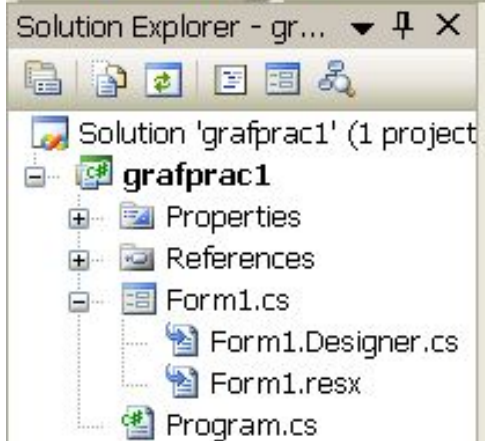 Solution Explorer - gr...
Solution 'grafprac1' (1 project
grafprac1
Properties
References
Form1.cs
Form1.Designer.cs
Form1.resx
Program.cs